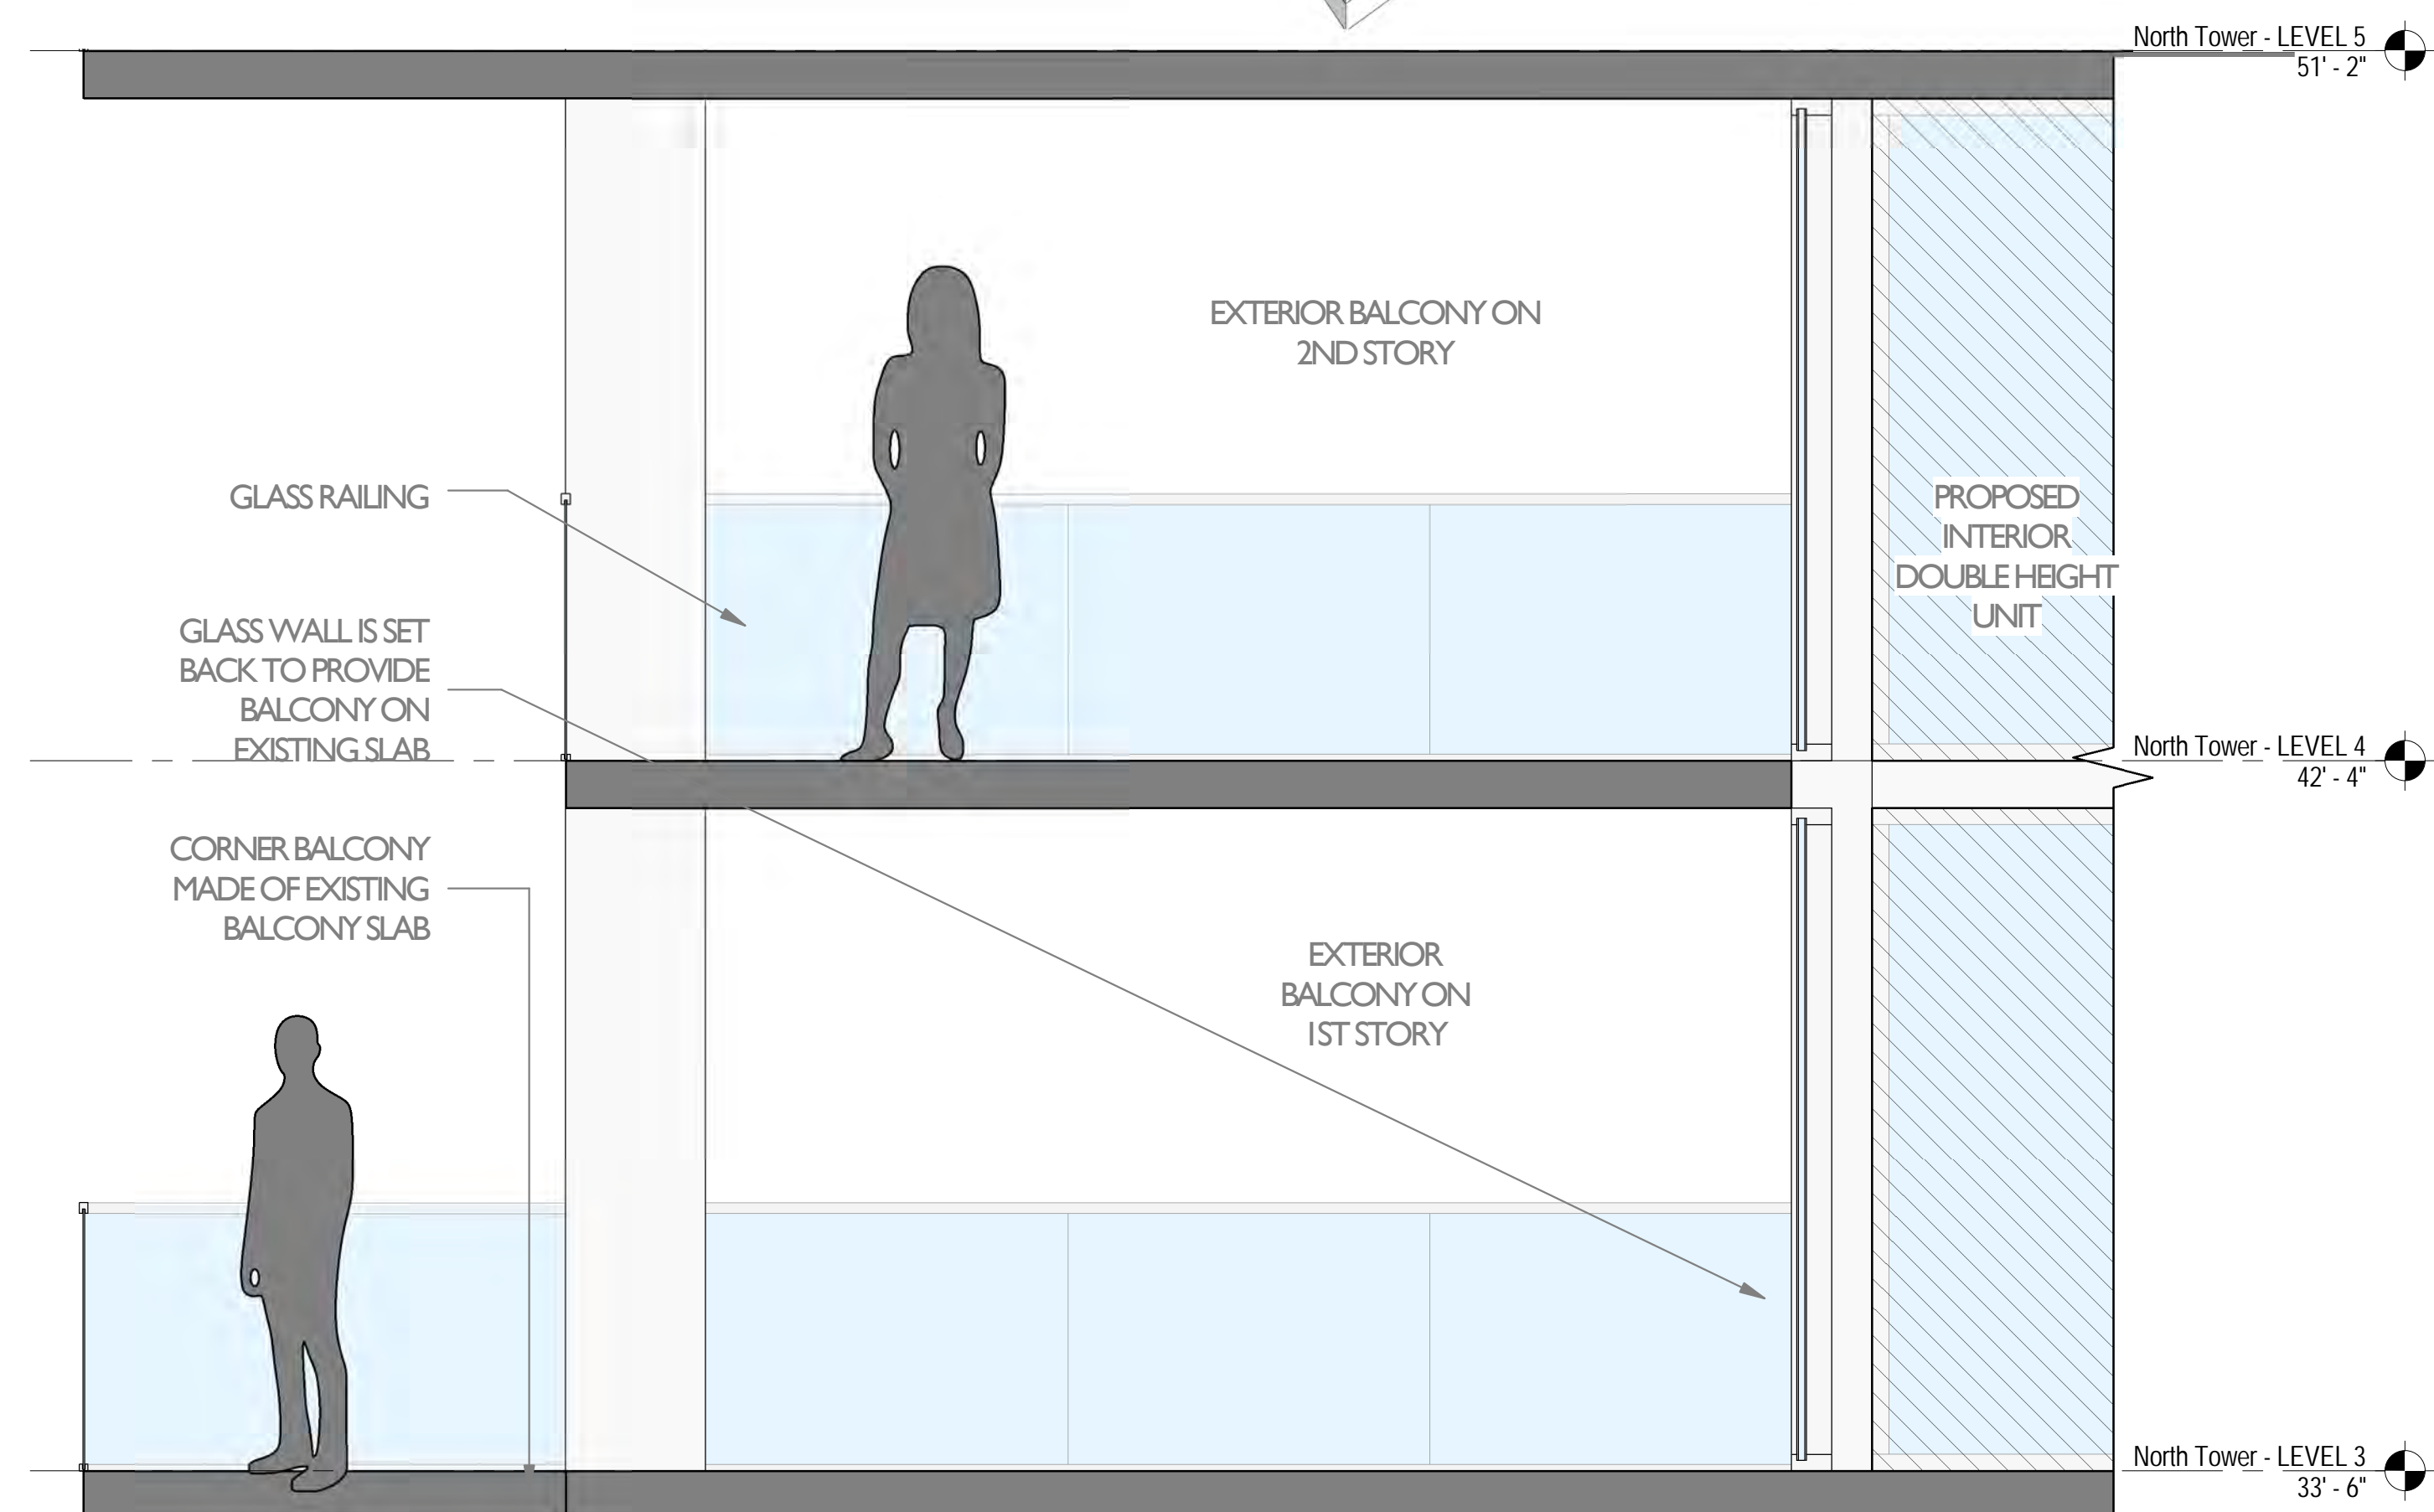 North Tower - LEVEL 5
51' - 2"
EXTERIOR BALCONY ON
2ND STORY
GLASS RAILING
PROPOSED
INTERIOR
DOUBLE HEIGHT
UNIT
GLASS WALL IS SET
BACK TO PROVIDE
BALCONY ON
EXISTING SLAB
North Tower - LEVEL 4
42' - 4"
CORNER BALCONY
MADE OF EXISTING
BALCONY SLAB
EXTERIOR
BALCONY ON
1ST STORY
North Tower - LEVEL 3
33' - 6"